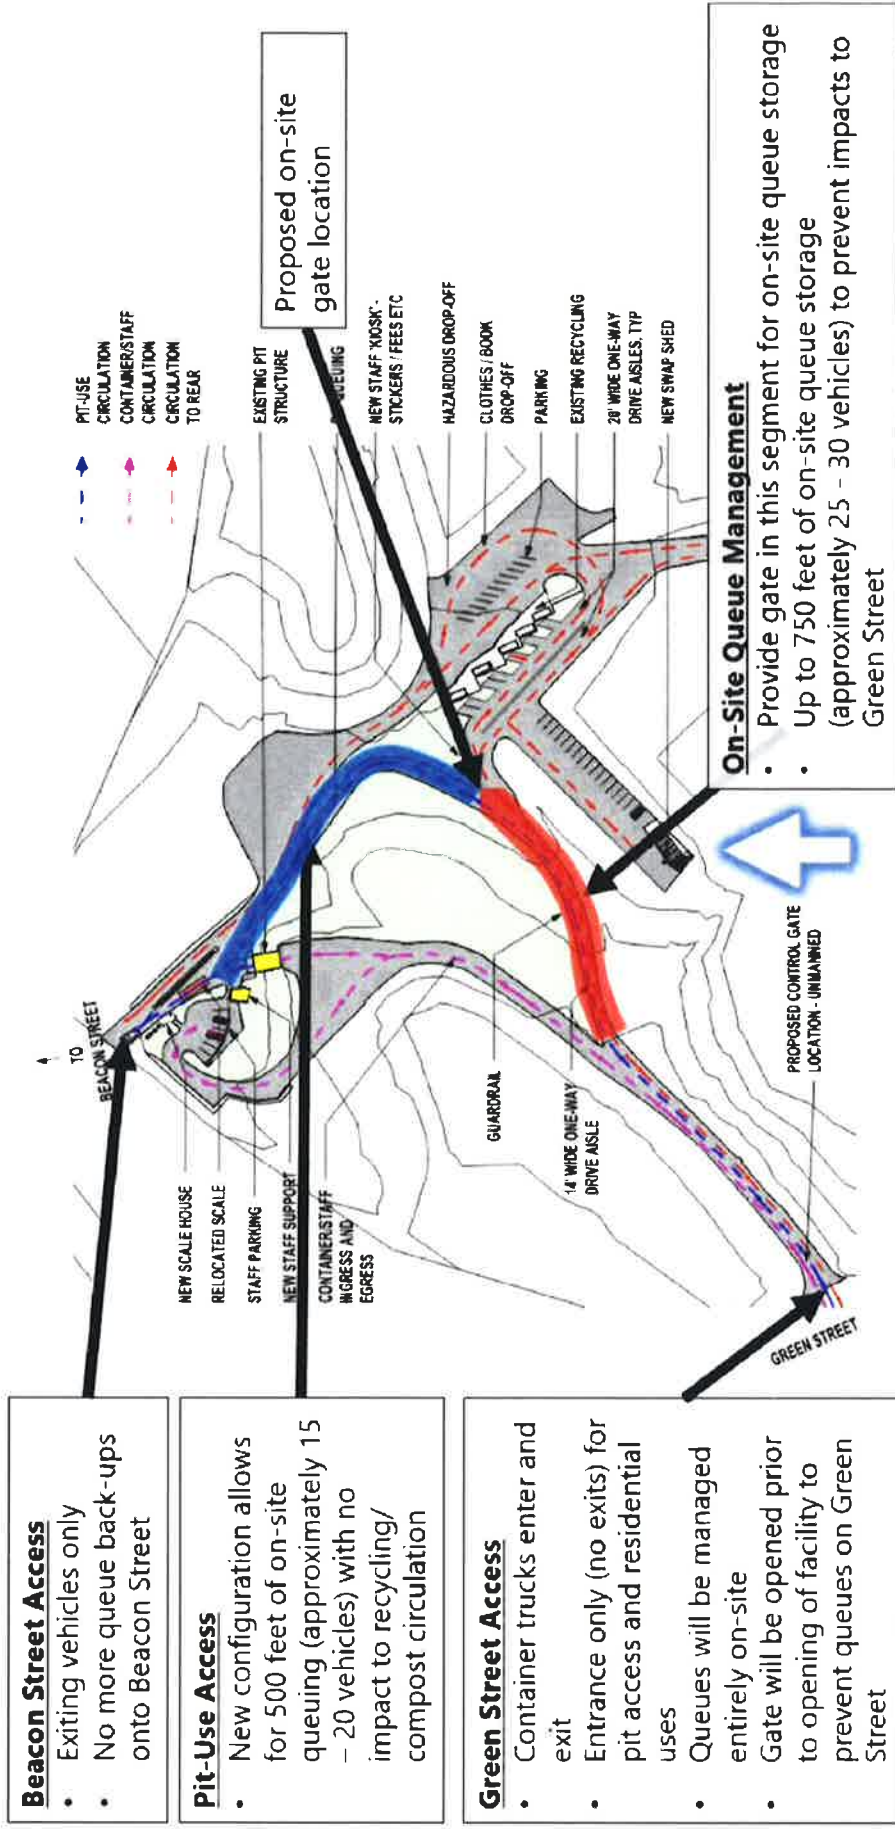 Beacon Street Access
• Exiting vehicles only
• No more queue back-ups
onto Beacon Street
Pit-Use Access
• New configuration allows
for 500 feet of on-site
queuing (approximately 15
– 20 vehicles) with no
impact to recycling/
compost circulation
Green Street Access
• Container trucks enter and
exit
• Entrance only (no exits) for
pit access and residential
uses
• Queues will be managed
entirely on-site
• Gate will be opened prior
to opening of facility to
prevent queues on Green
Street
TO
BEACON STREET
NEW SCALE HOUSE
RELOCATED SCALE
STAFF PARKING
NEW STAFF SUPPORT
CONTAINER/STAFF
INGRESS AND
EGRESS
GUARDRAIL
14' WIDE ONE-WAY
DRIVE AISLE
GREEN STREET
PROPOSED CONTROL GATE
LOCATION - UNMANNED
PIT-USE
CIRCULATION
CONTAINER/STAFF
CIRCULATION
CIRCULATION
TO REAR
EXISTING PIT
STRUCTURE
QUEUING
NEW STAFF 'KIOSK' -
STICKERS / FEES ETC
HAZARDOUS DROP-OFF
CLOTHES / BOOK
DROP-OFF
PARKING
EXISTING RECYCLING
20' WIDE ONE-WAY
DRIVE AISLES, TYP
NEW SWAP SHED
Proposed on-site
gate location
On-Site Queue Management
• Provide gate in this segment for on-site queue storage
• Up to 750 feet of on-site queue storage
(approximately 25 – 30 vehicles) to prevent impacts to
Green Street